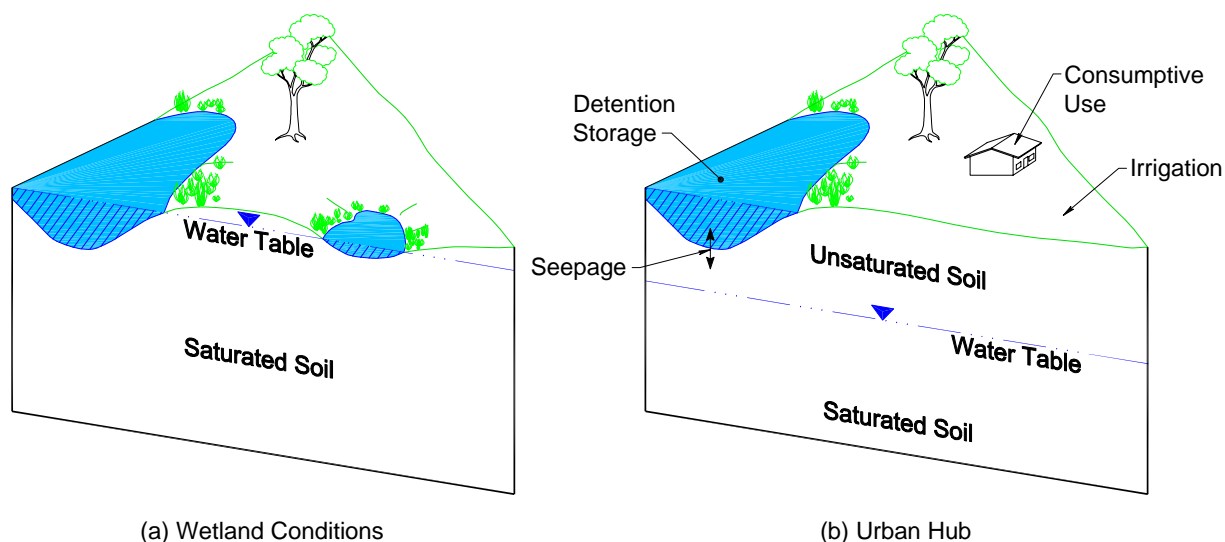 Water Table
Saturated Soil
(a) Wetland Conditions
Detention
Storage
Consumptive
Use
Irrigation
Seepage
Unsaturated Soil
Water Table
Saturated Soil
(b) Urban Hub